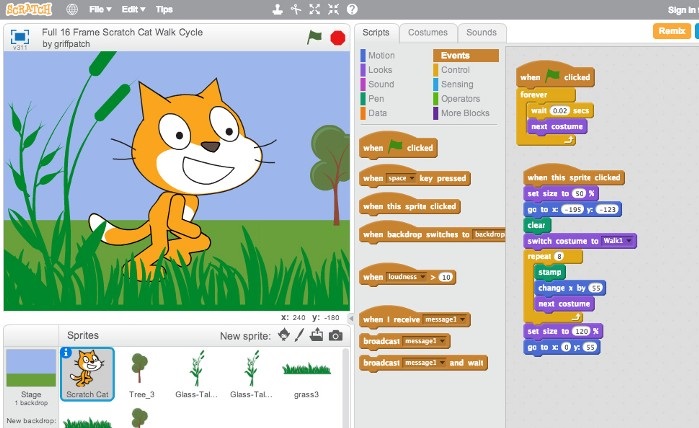 SCRATCH
File ▾ Edit ▾ Tips
Sign in
v311
Full 16 Frame Scratch Cat Walk Cycle
by griffpatch
x: 240 y: -180
Sprites
New sprite:
Stage
1 backdrop
New backdrop:
Scratch Cat
Tree_3
Glass-Tal...
Glass-Tal...
grass3
Scripts
Costumes
Sounds
Motion
Looks
Sound
Pen
Data
Events
Control
Sensing
Operators
More Blocks
when clicked
when space key pressed
when this sprite clicked
when backdrop switches to backdrop
when loudness > 10
when I receive message1
broadcast message1
broadcast message1 and wait
Remix
when clicked
forever
wait 0.02 secs
next costume
when this sprite clicked
set size to 50 %
go to x: -195 y: -123
clear
switch costume to Walk1
repeat 8
stamp
change x by 55
next costume
set size to 120 %
go to x: 0 y: 55